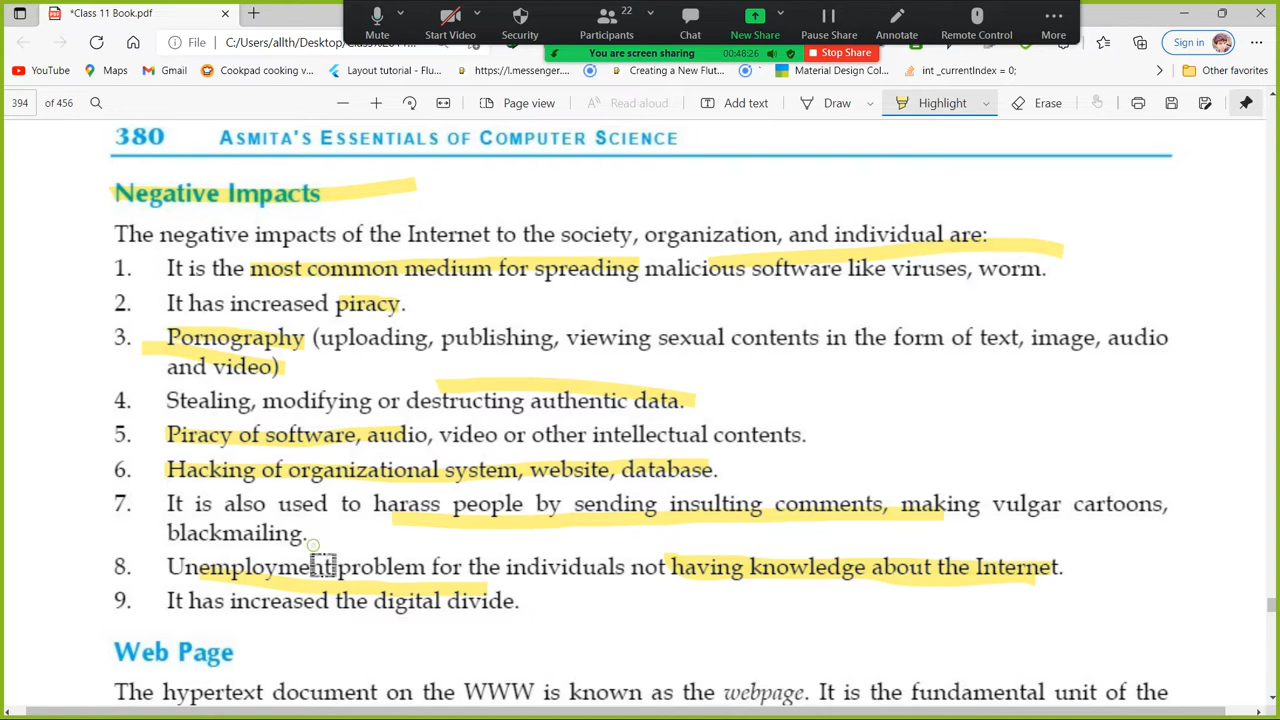 *Class 11 Book.pdf
Mute
Start Video
Security
22
Participants
Chat
New Share
Pause Share
Annotate
Remote Control
More
You are screen sharing
00:48:26
Stop Share
File
C:/Users/allth/Desktop/Class%20
Sign in
YouTube
Maps
Gmail
Cookpad cooking v...
Layout tutorial - Flu...
https://l.messenger...
Creating a New Flut...
Material Design Col...
int _currentIndex = 0;
Other favorites
394
of 456
Page view
Read aloud
Add text
Draw
Highlight
Erase
380 ASMITA'S ESSENTIALS OF COMPUTER SCIENCE
Negative Impacts
The negative impacts of the Internet to the society, organization, and individual are:
1. It is the most common medium for spreading malicious software like viruses, worm.
2. It has increased piracy.
3. Pornography (uploading, publishing, viewing sexual contents in the form of text, image, audio
and video)
4. Stealing, modifying or destructing authentic data.
5. Piracy of software, audio, video or other intellectual contents.
6. Hacking of organizational system, website, database.
7. It is also used to harass people by sending insulting comments, making vulgar cartoons,
blackmailing.
8. Unemployment problem for the individuals not having knowledge about the Internet.
9. It has increased the digital divide.
Web Page
The hypertext document on the WWW is known as the webpage. It is the fundamental unit of the